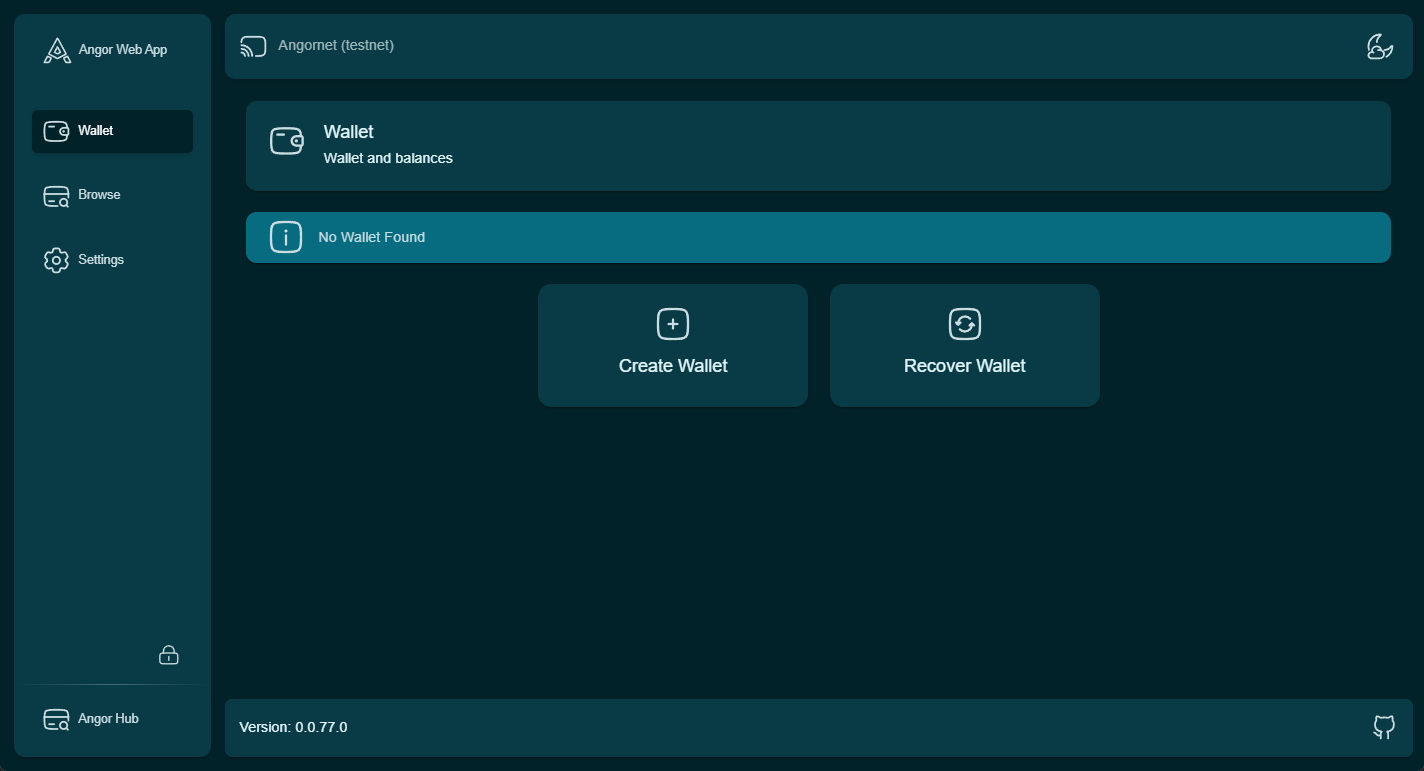 Angor Web App
Wallet
Browse
Settings
Angor Hub
Angornet (testnet)
Wallet
Wallet and balances
No Wallet Found
Create Wallet
Recover Wallet
Version: 0.0.77.0